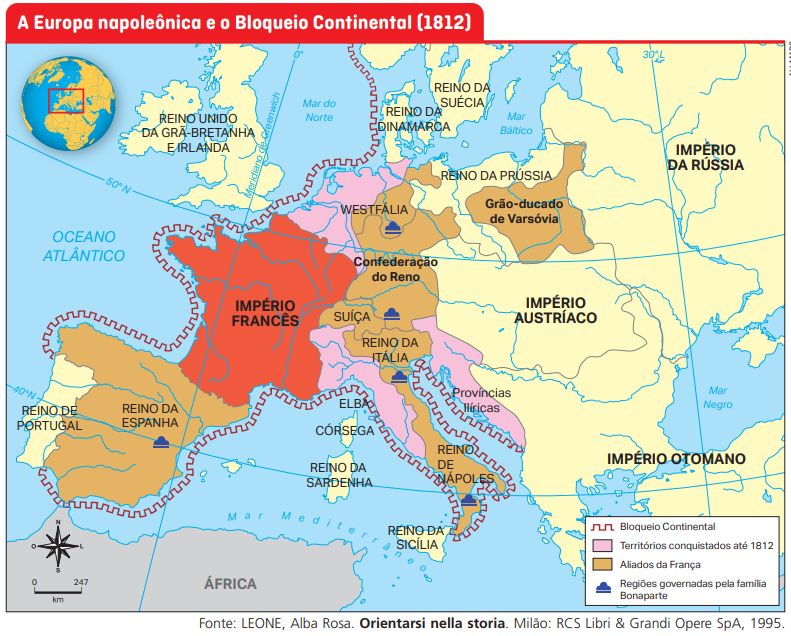 A Europa napoleônica e o Bloqueio Continental (1812)
0°
30°L
Mar do
Norte
REINO DA
SUÉCIA
REINO DA
DINAMARCA
Mar
Báltico
REINO UNIDO
DA GRÃ-BRETANHA
E IRLANDA
Meridiano de Greenwich
IMPÉRIO
DA RÚSSIA
50°N
REINO DA PRÚSSIA
WESTFÁLIA
Grão-ducado
de Varsóvia
OCEANO
ATLÂNTICO
Confederação
do Reno
IMPÉRIO
FRANCÊS
SUÍÇA
IMPÉRIO
AUSTRÍACO
REINO DA
ITÁLIA
40°N
Mar
Negro
Províncias
Ilíricas
ELBA
REINO DE
PORTUGAL
REINO DA
ESPANHA
CÓRSEGA
REINO
DE
NÁPOLES
IMPÉRIO OTOMANO
REINO DA
SARDENHA
Mar Mediterrâneo
REINO DA
SICÍLIA
N
O
L
S
0
247
km
ÁFRICA
Bloqueio Continental
Territórios conquistados até 1812
Aliados da França
Regiões governadas pela família
Bonaparte
Fonte: LEONE, Alba Rosa. Orientarsi nella storia. Milão: RCS Libri & Grandi Opere SpA, 1995.